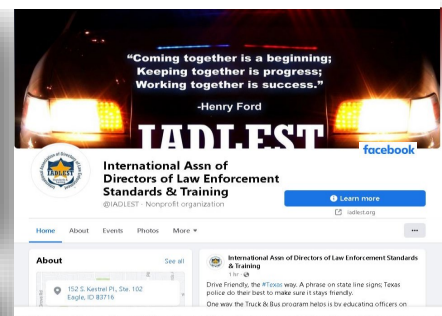 “Coming together is a beginning;
Keeping together is progress;
Working together is success.”
-Henry Ford
IADLEST
facebook
IADLEST
International Assn of
Directors of Law Enforcement
Standards & Training
@IADLEST · Nonprofit organization
Learn more
iadlest.org
Home About Events Photos More
About See all
152 S. Kestrel Pl., Ste. 102
Eagle, ID 83716
International Assn of Directors of Law Enforcement Standards
& Training
1 hr ·
Drive Friendly, the #Texas way. A phrase on state line signs; Texas
police do their best to make sure it stays friendly.
One way the Truck & Bus program helps is by educating officers on